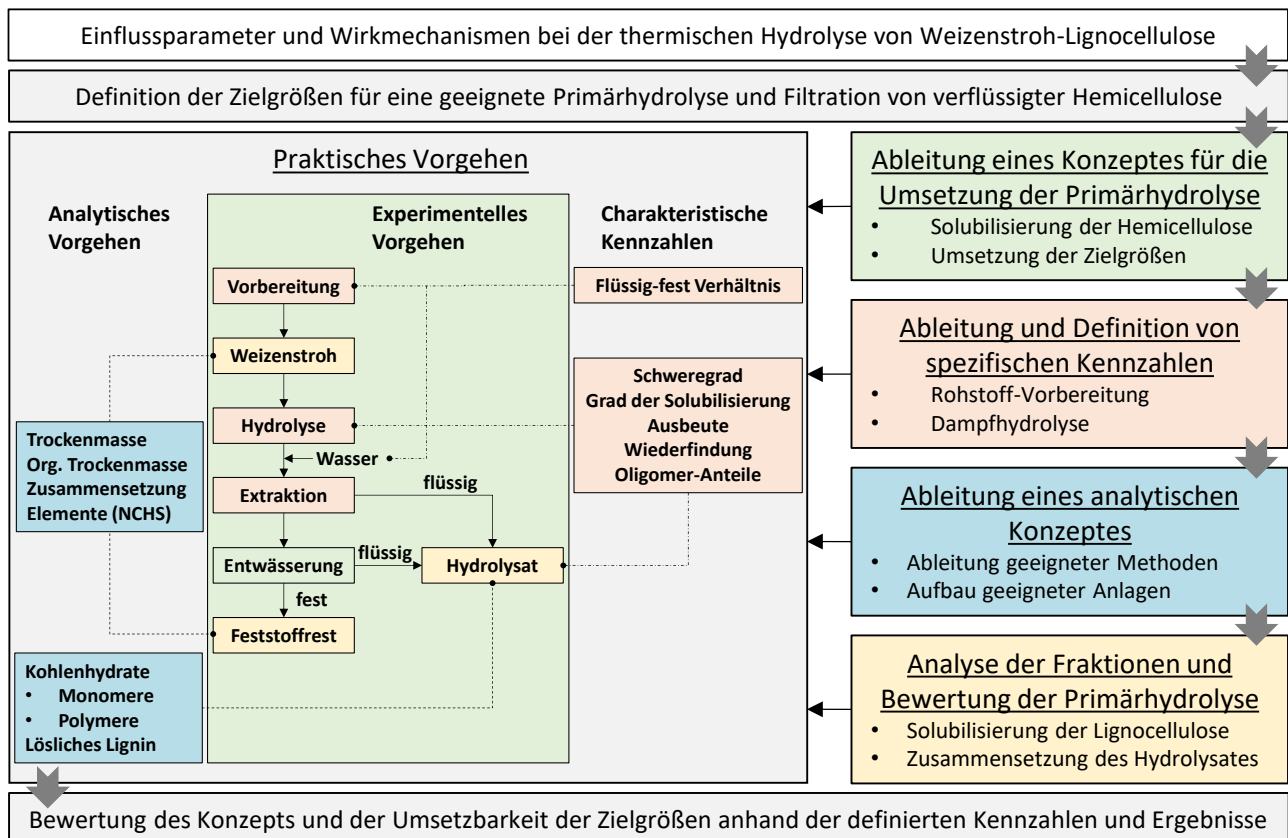 Einflussparameter und Wirkmechanismen bei der thermischen Hydrolyse von Weizenstroh-Lignocellulose
Definition der Zielgrößen für eine geeignete Primärhydrolyse und Filtration von verflüssigter Hemicellulose
Praktisches Vorgehen
Analytisches
Vorgehen
Experimentelles
Vorgehen
Charakteristische
Kennzahlen
Vorbereitung
Weizenstroh
Hydrolyse
Wasser
Extraktion
flüssig
Entwässerung
flüssig
Hydrolysat
fest
Feststoffrest
Flüssig-fest Verhältnis
Schweregrad
Grad der Solubilisierung
Ausbeute
Wiederfindung
Oligomer-Anteile
Trockenmasse
Org. Trockenmasse
Zusammensetzung
Elemente (NCHS)
Kohlenhydrate
• Monomere
• Polymere
Lösliches Lignin
Ableitung eines Konzeptes für die
Umsetzung der Primärhydrolyse
• Solubilisierung der Hemicellulose
• Umsetzung der Zielgrößen
Ableitung und Definition von
spezifischen Kennzahlen
• Rohstoff-Vorbereitung
• Dampfhydrolyse
Ableitung eines analytischen
Konzeptes
• Ableitung geeigneter Methoden
• Aufbau geeigneter Anlagen
Analyse der Fraktionen und
Bewertung der Primärhydrolyse
• Solubilisierung der Lignocellulose
• Zusammensetzung des Hydrolysates
Bewertung des Konzepts und der Umsetzbarkeit der Zielgrößen anhand der definierten Kennzahlen und Ergebnisse